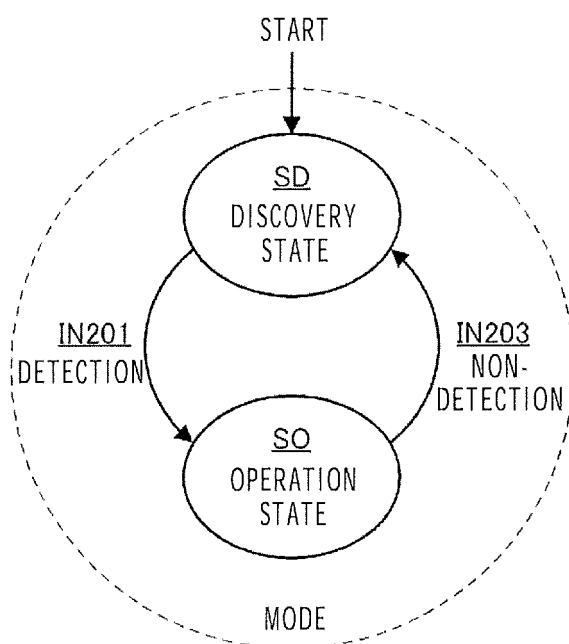 START
SD
DISCOVERY
STATE
IN201
DETECTION
IN203
NON-
DETECTION
SO
OPERATION
STATE
MODE